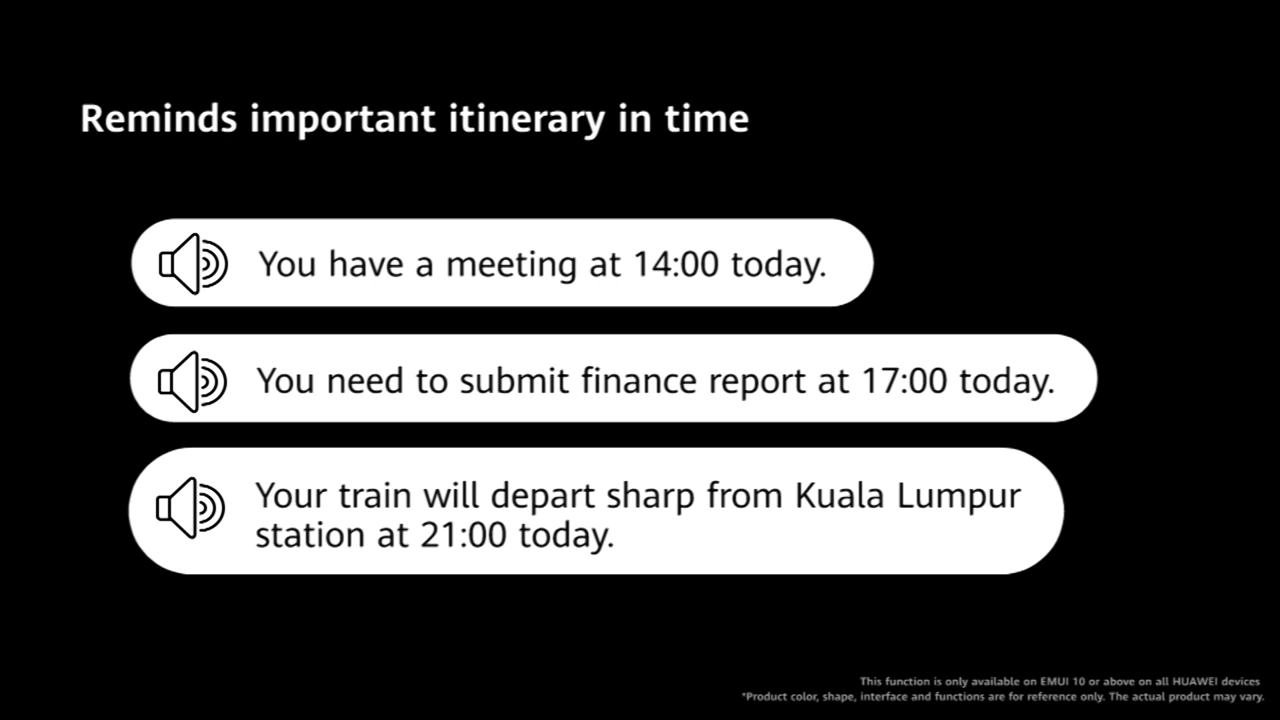 Reminds important itinerary in time
You have a meeting at 14:00 today.
You need to submit finance report at 17:00 today.
Your train will depart sharp from Kuala Lumpur
station at 21:00 today.
This function is only available on EMUI 10 or above on all HUAWEI devices
*Product color, shape, interface and functions are for reference only. The actual product may vary.